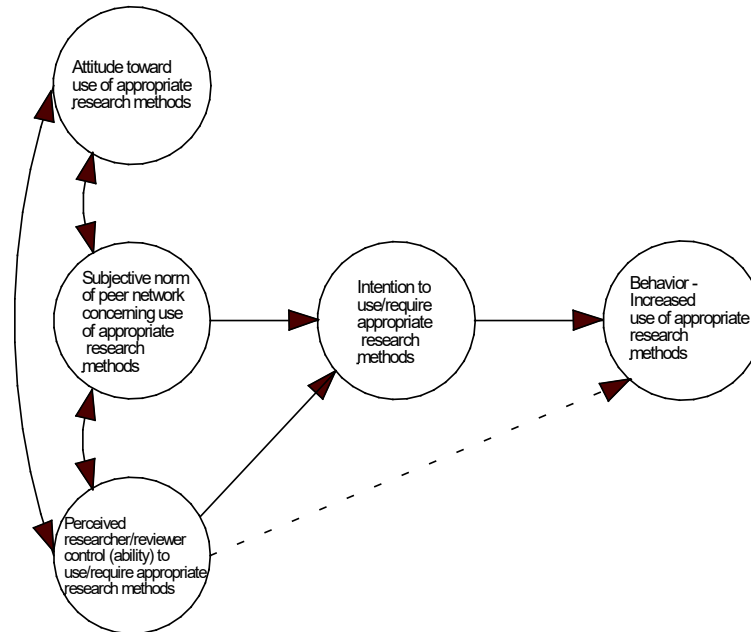 Attitude toward
use of appropriate
research methods
Subjective norm
of peer network
concerning use
of appropriate
research
methods
Intention to
use/require
appropriate
research
methods
Behavior -
Increased
use of appropriate
research
methods
Perceived
researcher/reviewer
control (ability) to
use/require appropriate
research methods